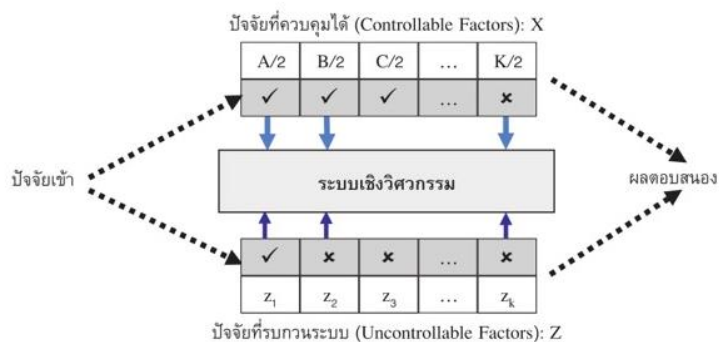 ปัจจัยที่ควบคุมได้ (Controllable Factors): X
A/2 B/2 C/2 ... K/2
✓ ✓ ✓ ... ✘
ปัจจัยเข้า
ระบบเชิงวิศวกรรม
ผลตอบสนอง
✓ ✘ ✘ ... ✘
z₁ z₂ z₃ ... zₖ
ปัจจัยที่รบกวนระบบ (Uncontrollable Factors): Z